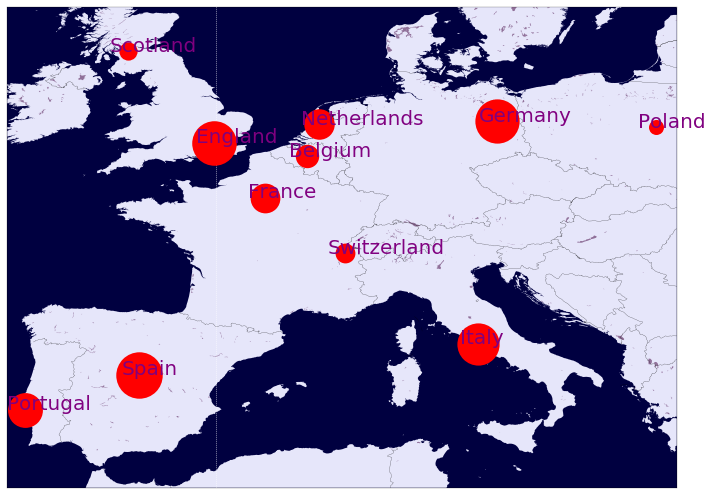 Scotland
Netherlands
Germany
Poland
England
Belgium
France
Switzerland
Italy
Spain
Portugal